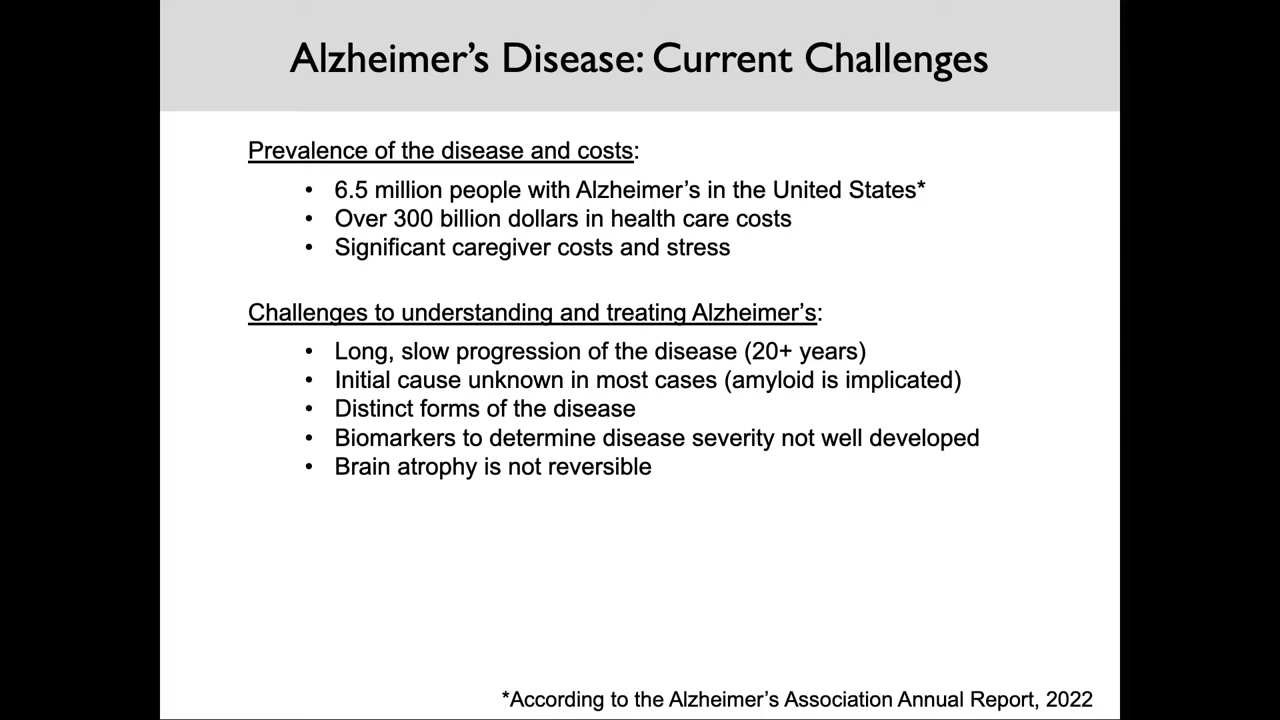 Alzheimer's Disease: Current Challenges
Prevalence of the disease and costs:
• 6.5 million people with Alzheimer's in the United States*
• Over 300 billion dollars in health care costs
• Significant caregiver costs and stress
Challenges to understanding and treating Alzheimer's:
• Long, slow progression of the disease (20+ years)
• Initial cause unknown in most cases (amyloid is implicated)
• Distinct forms of the disease
• Biomarkers to determine disease severity not well developed
• Brain atrophy is not reversible
*According to the Alzheimer's Association Annual Report, 2022